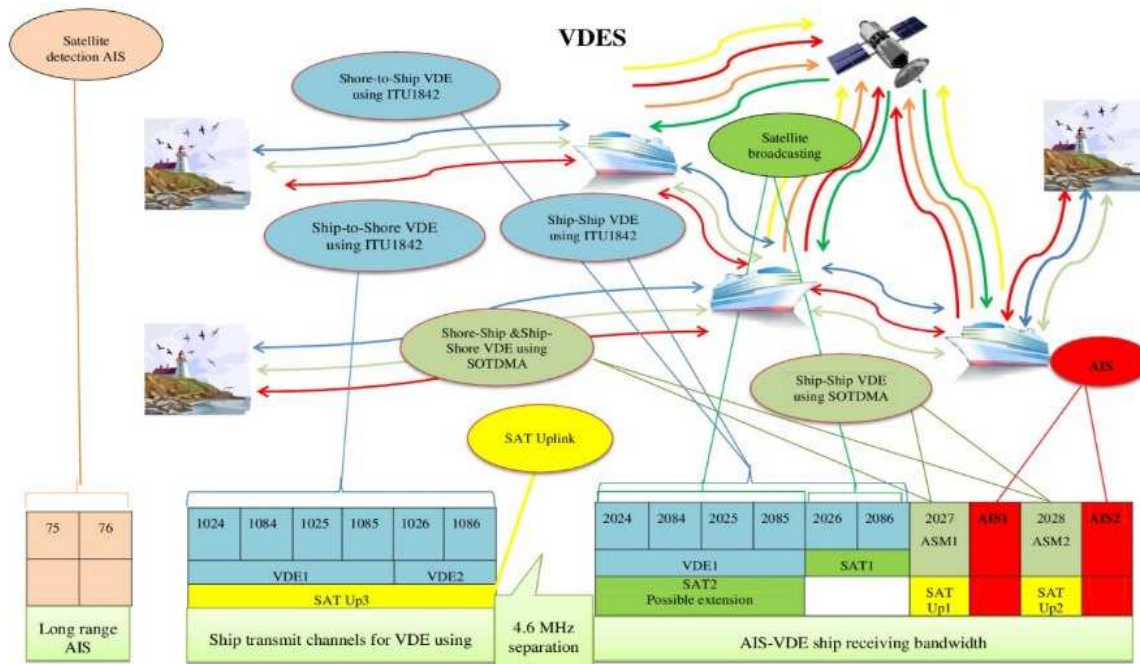 VDES
Satellite
detection AIS
Shore-to-Ship VDE
using ITU1842
Satellite
broadcasting
Ship-to-Shore VDE
using ITU1842
Ship-Ship VDE
using ITU1842
Shore-Ship &Ship-
Shore VDE using
SOTDMA
Ship-Ship VDE
using SOTDMA
AIS
SAT Uplink
75 76
1024 1084 1025 1085 1026 1086
2024 2084 2025 2085 2026 2086 2027 AIS1 2028 AIS2
ASM1 ASM2
VDE1 VDE2
VDE1 SAT1
SAT Up3
SAT2
Possible extension
SAT
Up1
SAT
Up2
Long range
AIS
Ship transmit channels for VDE using
4.6 MHz
separation
AIS-VDE ship receiving bandwidth